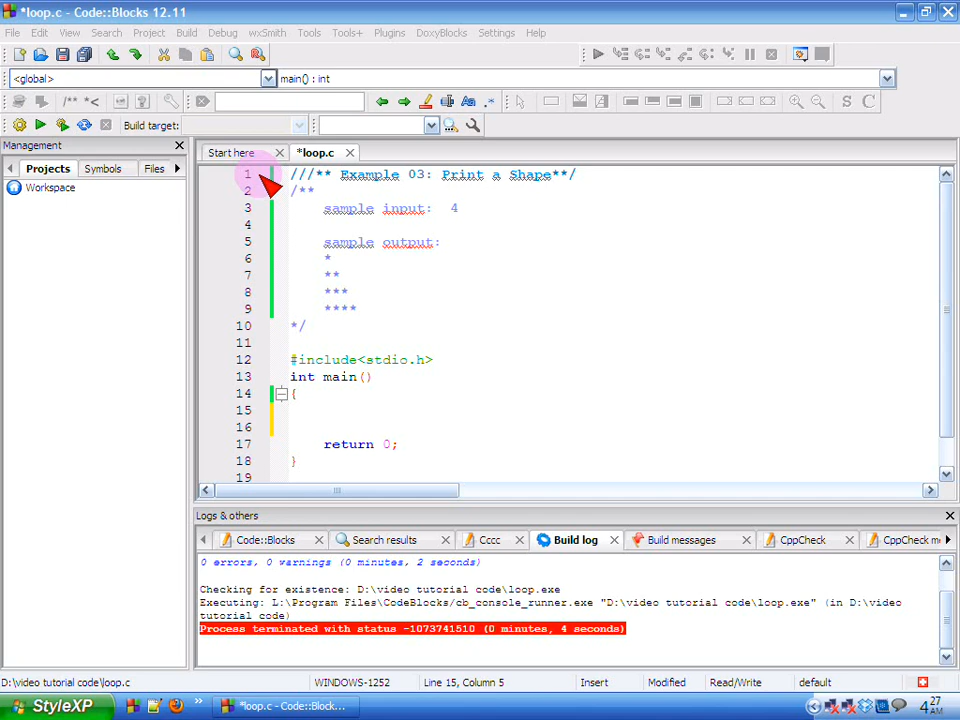 *loop.c - Code::Blocks 12.11
File Edit View Search Project Build Debug wxSmith Tools Tools+ Plugins DoxyBlocks Settings Help
<global> main() : int
/** *< Aa .* S C
Build target:
Management
Start here *loop.c
Projects Symbols Files
Workspace
1 ///** Example 03: Print a Shape**/
2 /**
3 sample input: 4
4
5 sample output:
6 *
7 **
8 ***
9 ****
10 */
11
12 #include<stdio.h>
13 int main()
14 {
15
16
17 return 0;
18 }
19
Logs & others
Code::Blocks Search results Cccc Build log Build messages CppCheck CppCheck me
0 errors, 0 warnings (0 minutes, 2 seconds)
Checking for existence: D:\video tutorial code\loop.exe
Executing: L:\Program Files\CodeBlocks/cb_console_runner.exe "D:\video tutorial code\loop.exe" (in D:\video
tutorial code)
Process terminated with status -1073741510 (0 minutes, 4 seconds)
D:\video tutorial code\loop.c WINDOWS-1252 Line 15, Column 5 Insert Modified Read/Write default
StyleXP *loop.c - Code::Block... 4 27 AM